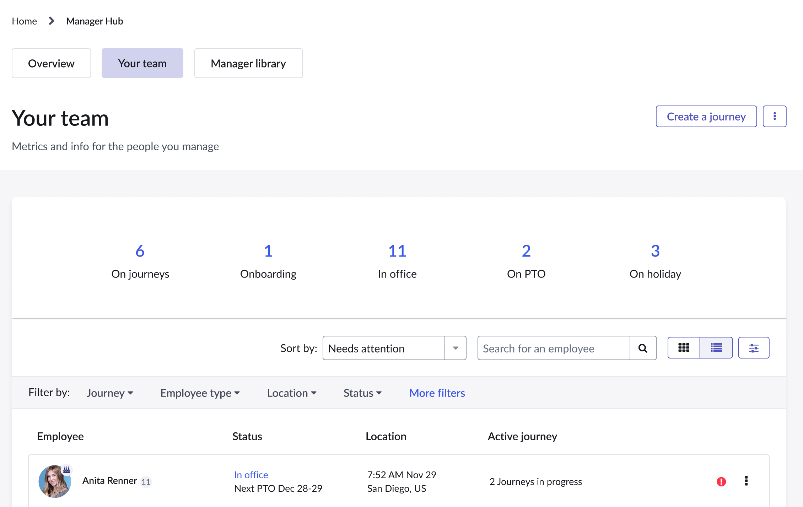 Home Manager Hub
Overview Your team Manager library
Your team
Create a journey
Metrics and info for the people you manage
6 1 11 2 3
On journeys Onboarding In office On PTO On holiday
Sort by: Needs attention Search for an employee
Filter by: Journey Employee type Location Status More filters
Employee Status Location Active journey
Anita Renner 11
In office
Next PTO Dec 28-29
7:52 AM Nov 29
San Diego, US
2 Journeys in progress